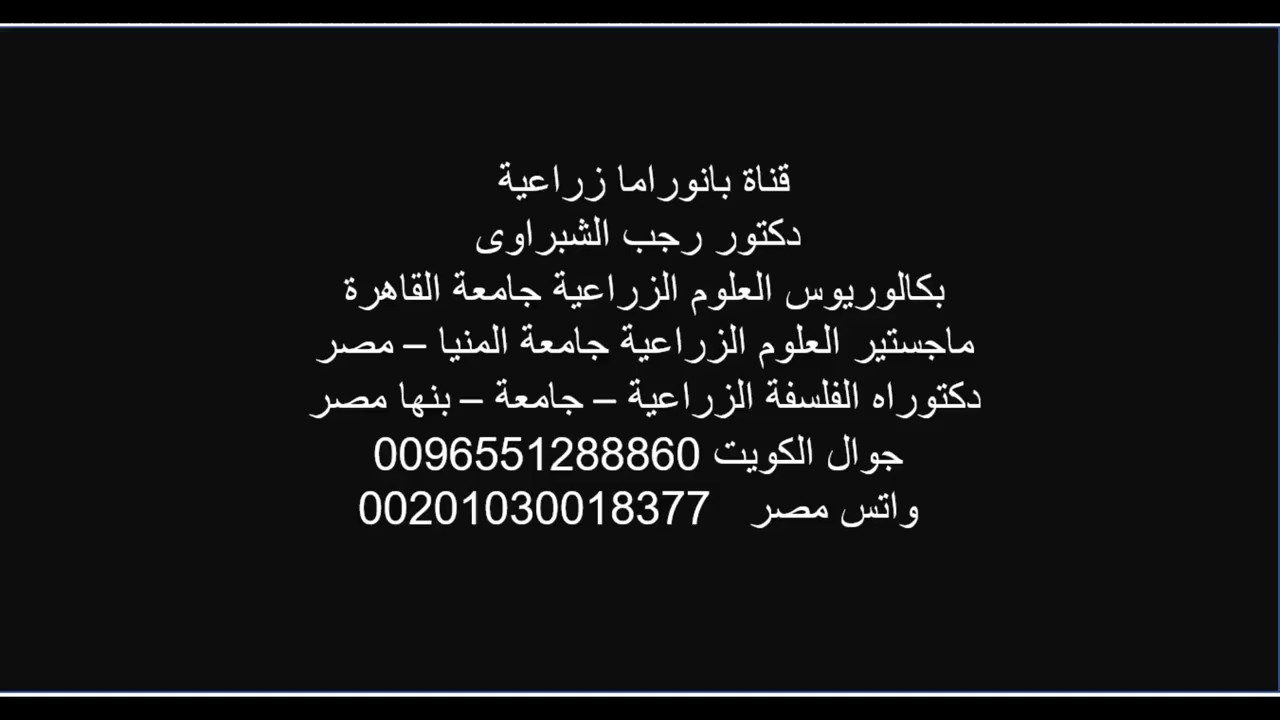 قناة بانوراما زراعية
دكتور رجب الشبراوى
بكالوريوس العلوم الزراعية جامعة القاهرة
ماجستير العلوم الزراعية جامعة المنيا – مصر
دكتوراه الفلسفة الزراعية – جامعة – بنها مصر
جوال الكويت 0096551288860
واتس مصر 00201030018377